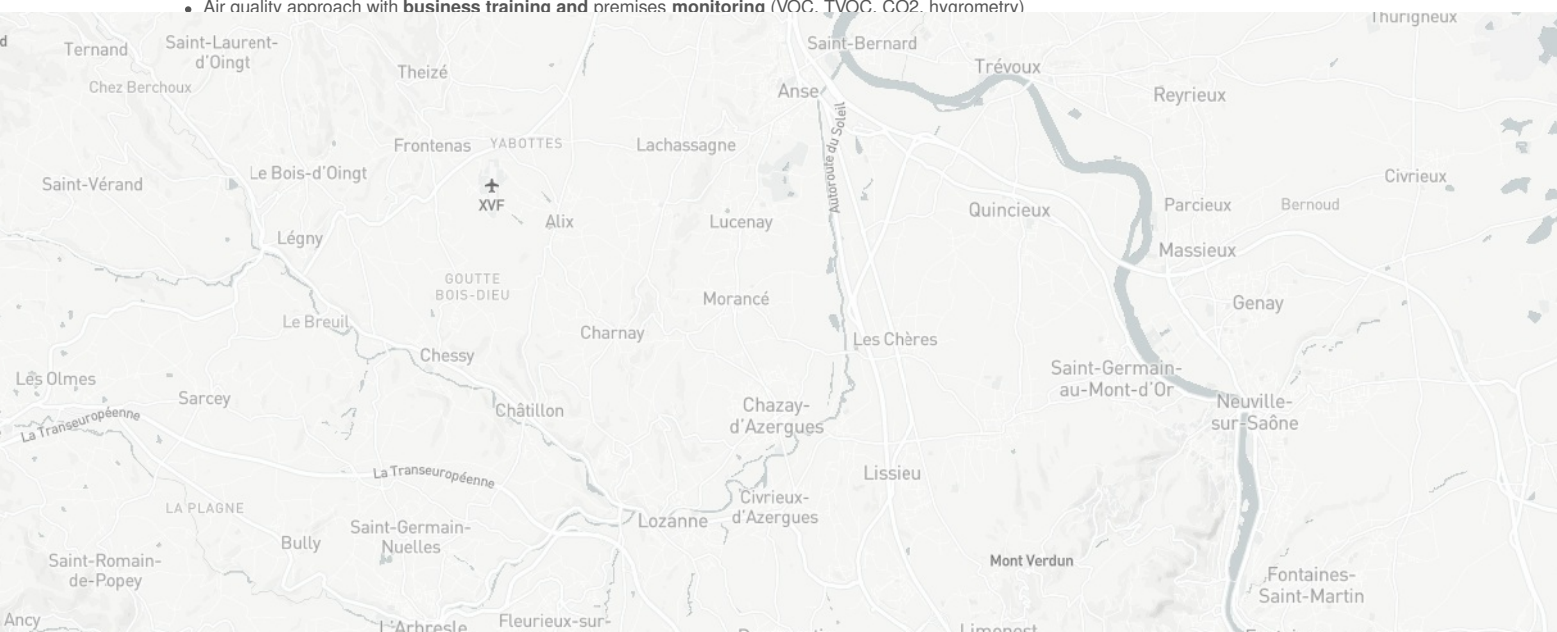 • Air quality approach with business training and premises monitoring (VOC, TVOC, CO2, hygrometry)
Thurigneux
d
Ternand
Saint-Laurent-
d'Oingt
Saint-Bernard
Theizé
Trévoux
Chez Berchoux
Anse
Reyrieux
Autoroute du Soleil
Frontenas
YABOTTES
Lachassagne
Le Bois-d'Oingt
Saint-Vérand
Civrieux
XVF
Alix
Lucenay
Quincieux
Parcieux
Bernoud
Légny
Massieux
GOUTTE
BOIS-DIEU
Morancé
Genay
Le Breuil
Charnay
Les Chères
Chessy
Saint-Germain-
au-Mont-d'Or
Les Olmes
Sarcey
Châtillon
Chazay-
d'Azergues
Neuville-
sur-Saône
La Transeuropéenne
La Transeuropéenne
Lissieu
LA PLAGNE
Civrieux-
d'Azergues
Lozanne
Saint-Germain-
Nuelles
Bully
Mont Verdun
Saint-Romain-
de-Popey
Fontaines-
Saint-Martin
Ancy
L'Arbresle
Fleurieux-sur-
Limonest